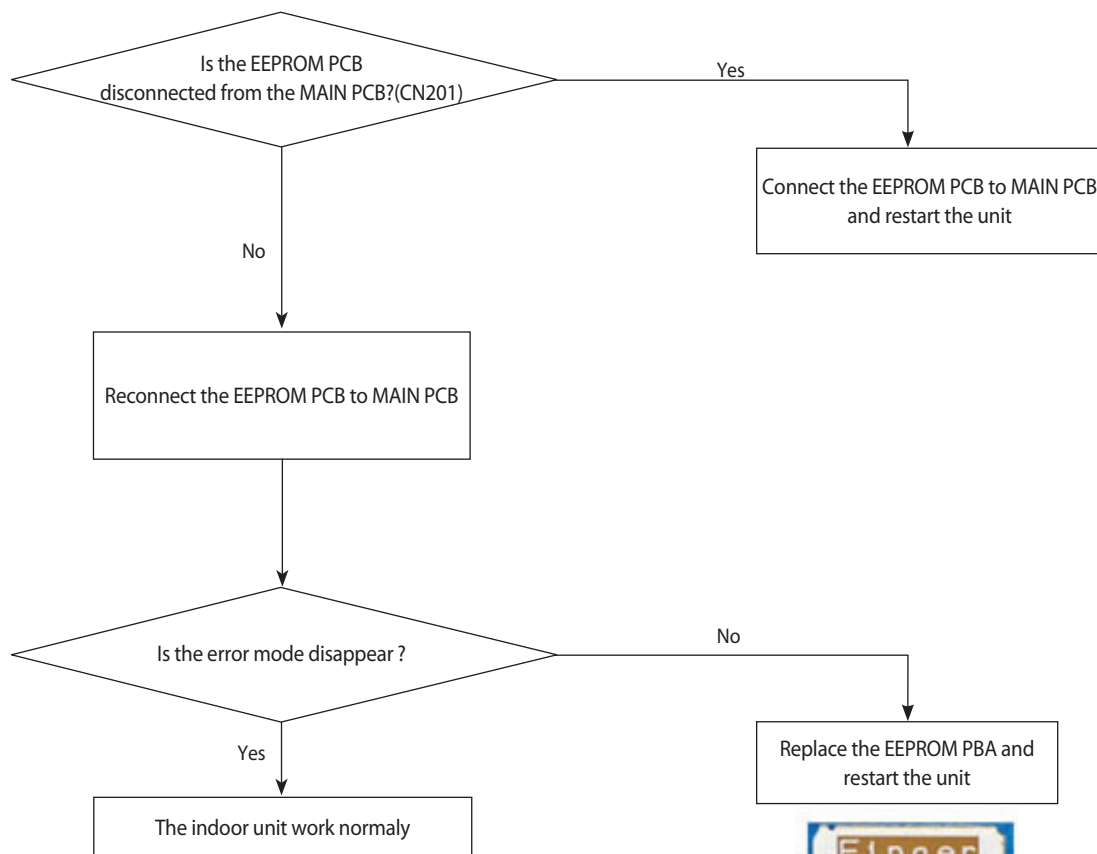 Is the EEPROM PCB
disconnected from the MAIN PCB?(CN201)
Yes
Connect the EEPROM PCB to MAIN PCB
and restart the unit
No
Reconnect the EEPROM PCB to MAIN PCB
Is the error mode disappear ?
No
Yes
Replace the EEPROM PBA and
restart the unit
The indoor unit work normaly
Finger